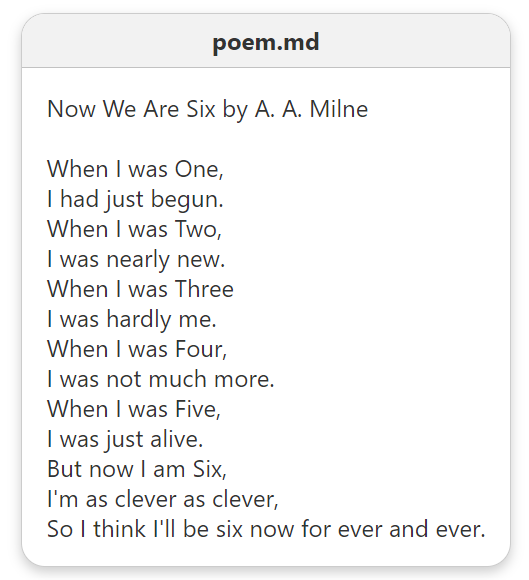 poem.md
Now We Are Six by A. A. Milne
When I was One,
I had just begun.
When I was Two,
I was nearly new.
When I was Three
I was hardly me.
When I was Four,
I was not much more.
When I was Five,
I was just alive.
But now I am Six,
I'm as clever as clever,
So I think I'll be six now for ever and ever.